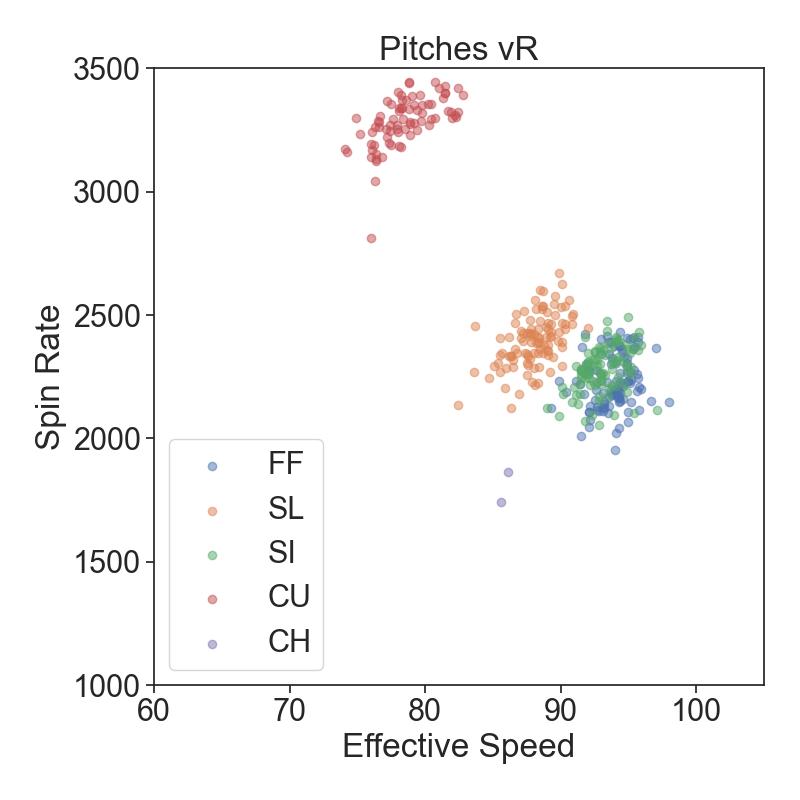 Pitches vR
3500
3000
2500
2000
1500
1000
Spin Rate
FF
SL
SI
CU
CH
60 70 80 90 100
Effective Speed